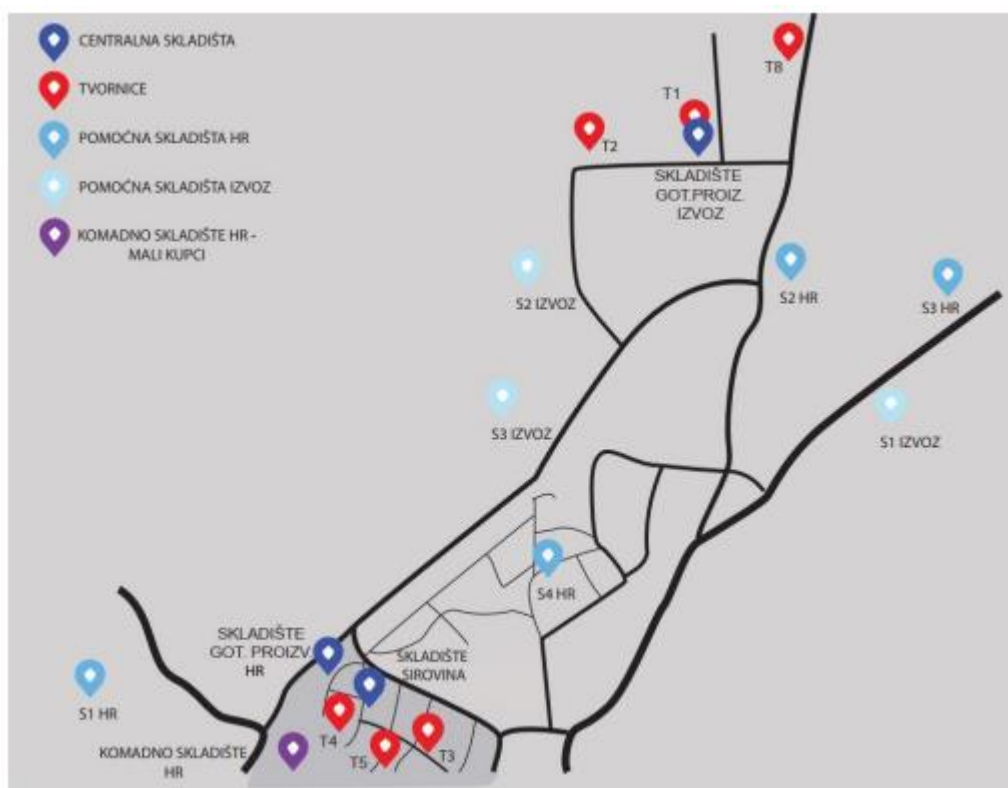 CENTRALNA SKLADIŠTA
TVORNICE
POMOĆNA SKLADIŠTA HR
POMOĆNA SKLADIŠTA IZVOZ
KOMADNO SKLADIŠTE HR -
MALI KUPCI
T8
T1
T2
SKLADIŠTE
GOT.PROIZ.
IZVOZ
S2 IZVOZ
S2 HR
S3 HR
S3 IZVOZ
S1 IZVOZ
S4 HR
SKLADIŠTE
GOT. PROIZV.
HR
SKLADIŠTE
SIROVINA
S1 HR
T4
T5
T3
KOMADNO SKLADIŠTE
HR